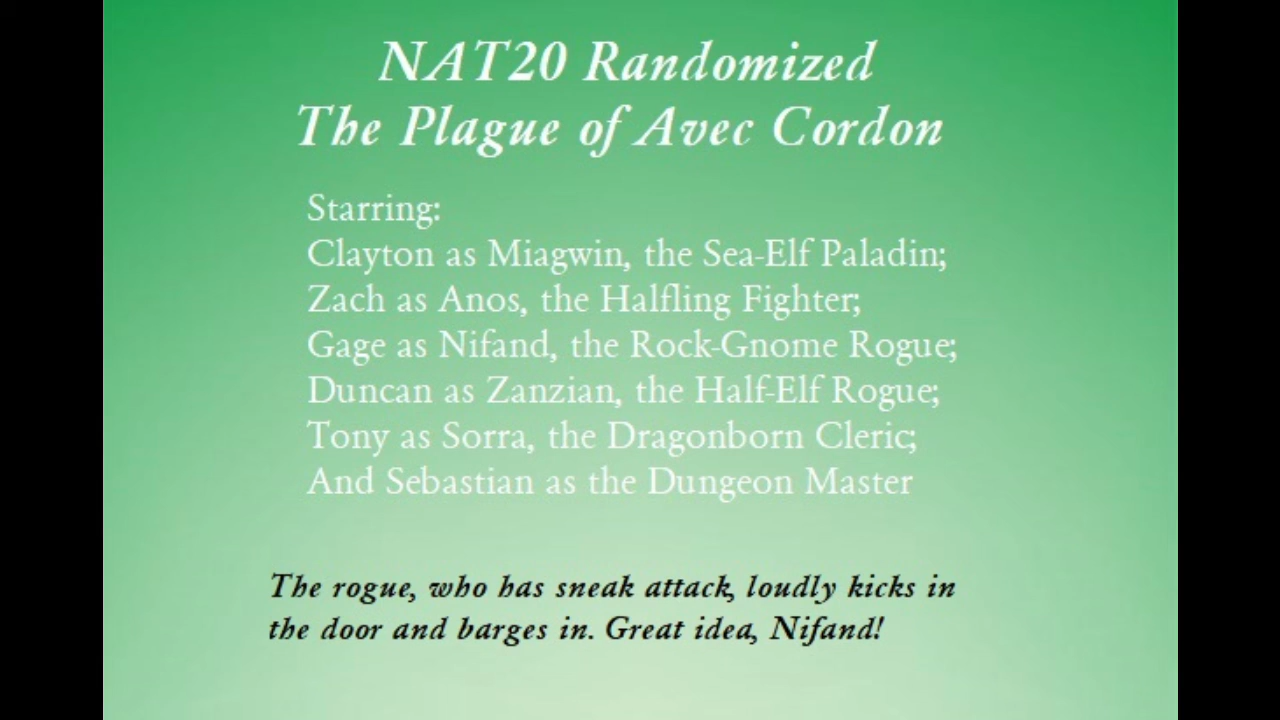 NAT20 Randomized
The Plague of Avec Cordon
Starring:
Clayton as Miagwin, the Sea-Elf Paladin;
Zach as Anos, the Halfling Fighter;
Gage as Nifand, the Rock-Gnome Rogue;
Duncan as Zanzian, the Half-Elf Rogue;
Tony as Sorra, the Dragonborn Cleric;
And Sebastian as the Dungeon Master
The rogue, who has sneak attack, loudly kicks in
the door and barges in. Great idea, Nifand!